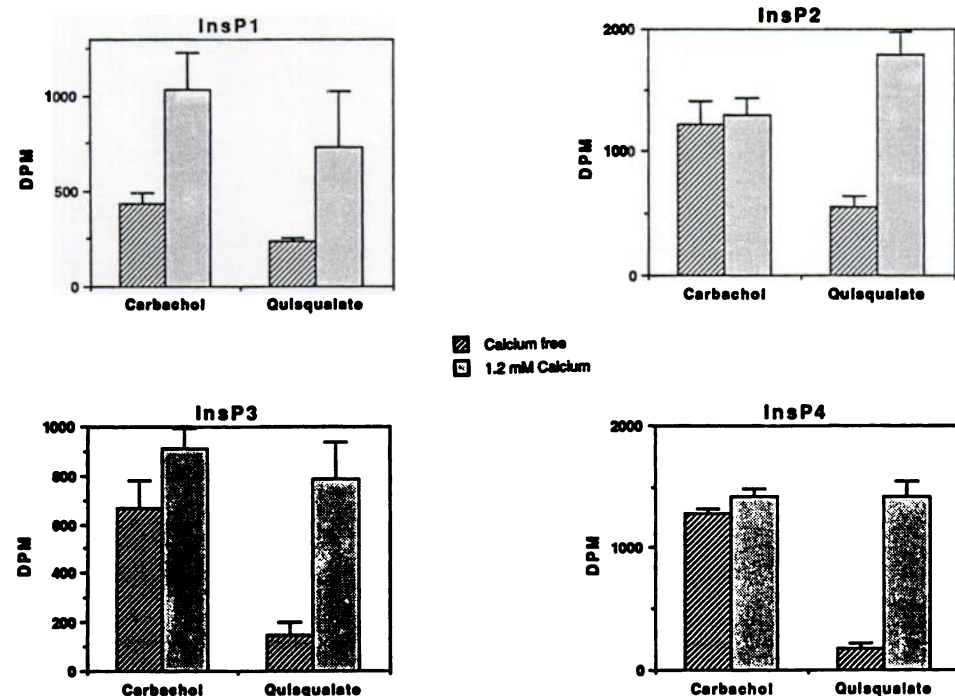 InsP1
DPM
1000
500
0
Carbachol Quisqualate
InsP2
DPM
2000
1000
0
Carbachol Quisqualate
Calcium free
1.2 mM Calcium
InsP3
DPM
1000
800
600
400
200
0
Carbachol Quisqualate
InsP4
DPM
2000
1000
0
Carbachol Quisqualate